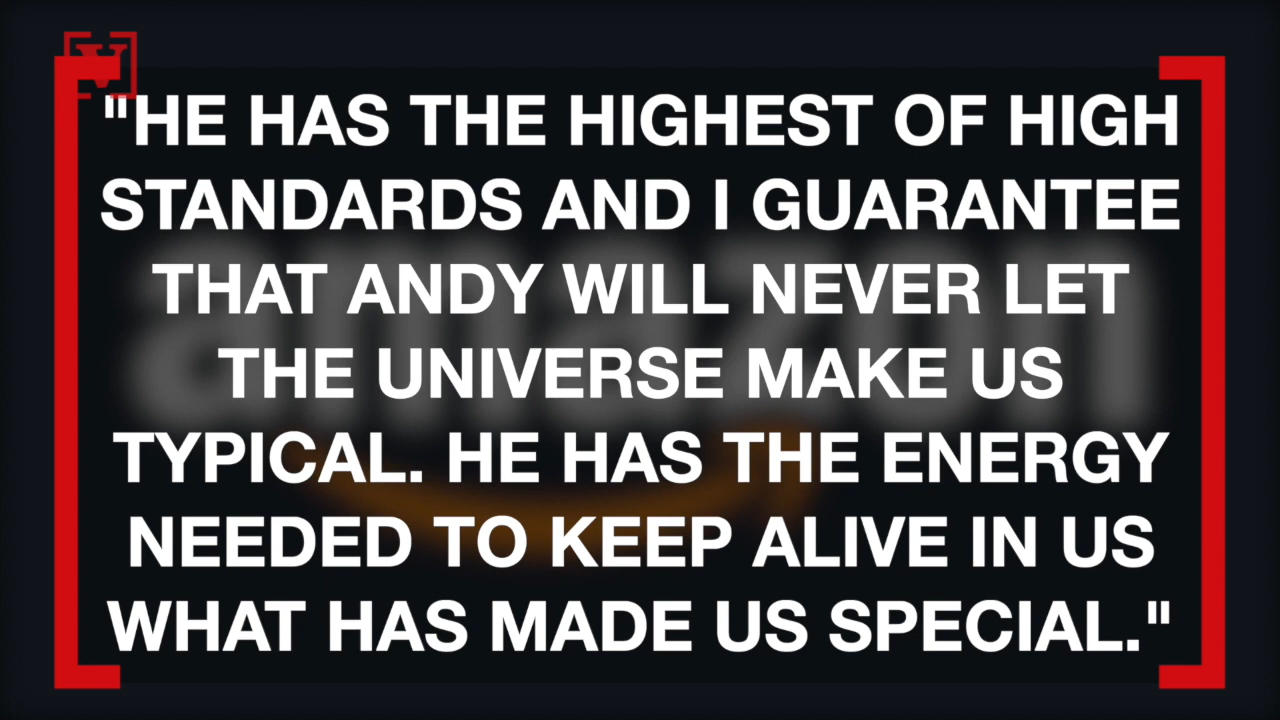 V
"HE HAS THE HIGHEST OF HIGH
STANDARDS AND I GUARANTEE
THAT ANDY WILL NEVER LET
THE UNIVERSE MAKE US
TYPICAL. HE HAS THE ENERGY
NEEDED TO KEEP ALIVE IN US
WHAT HAS MADE US SPECIAL."
amazon